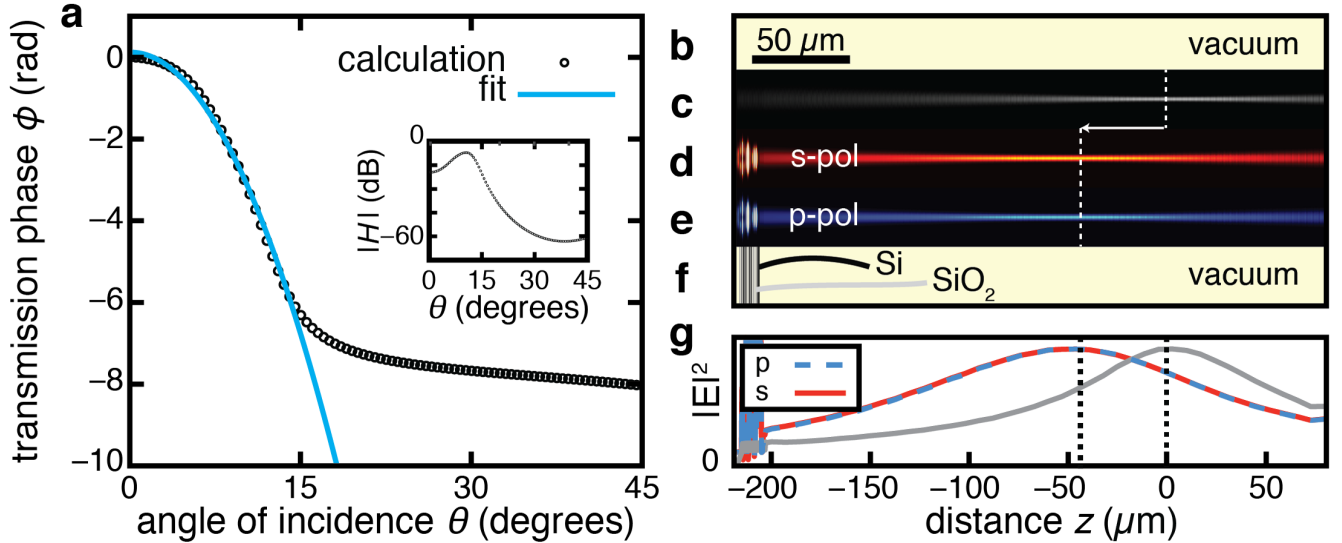 a
transmission phase ϕ (rad)
0
−2
−4
−6
−8
−10
0
15
30
45
angle of incidence θ (degrees)
calculation
fit
|H| (dB)
0
−60
0
15
30
45
θ (degrees)
b
50 μm
vacuum
c
d
s-pol
e
p-pol
f
Si
SiO2
vacuum
g
|E|²
0
p
s
−200
−150
−100
−50
0
50
distance z (μm)